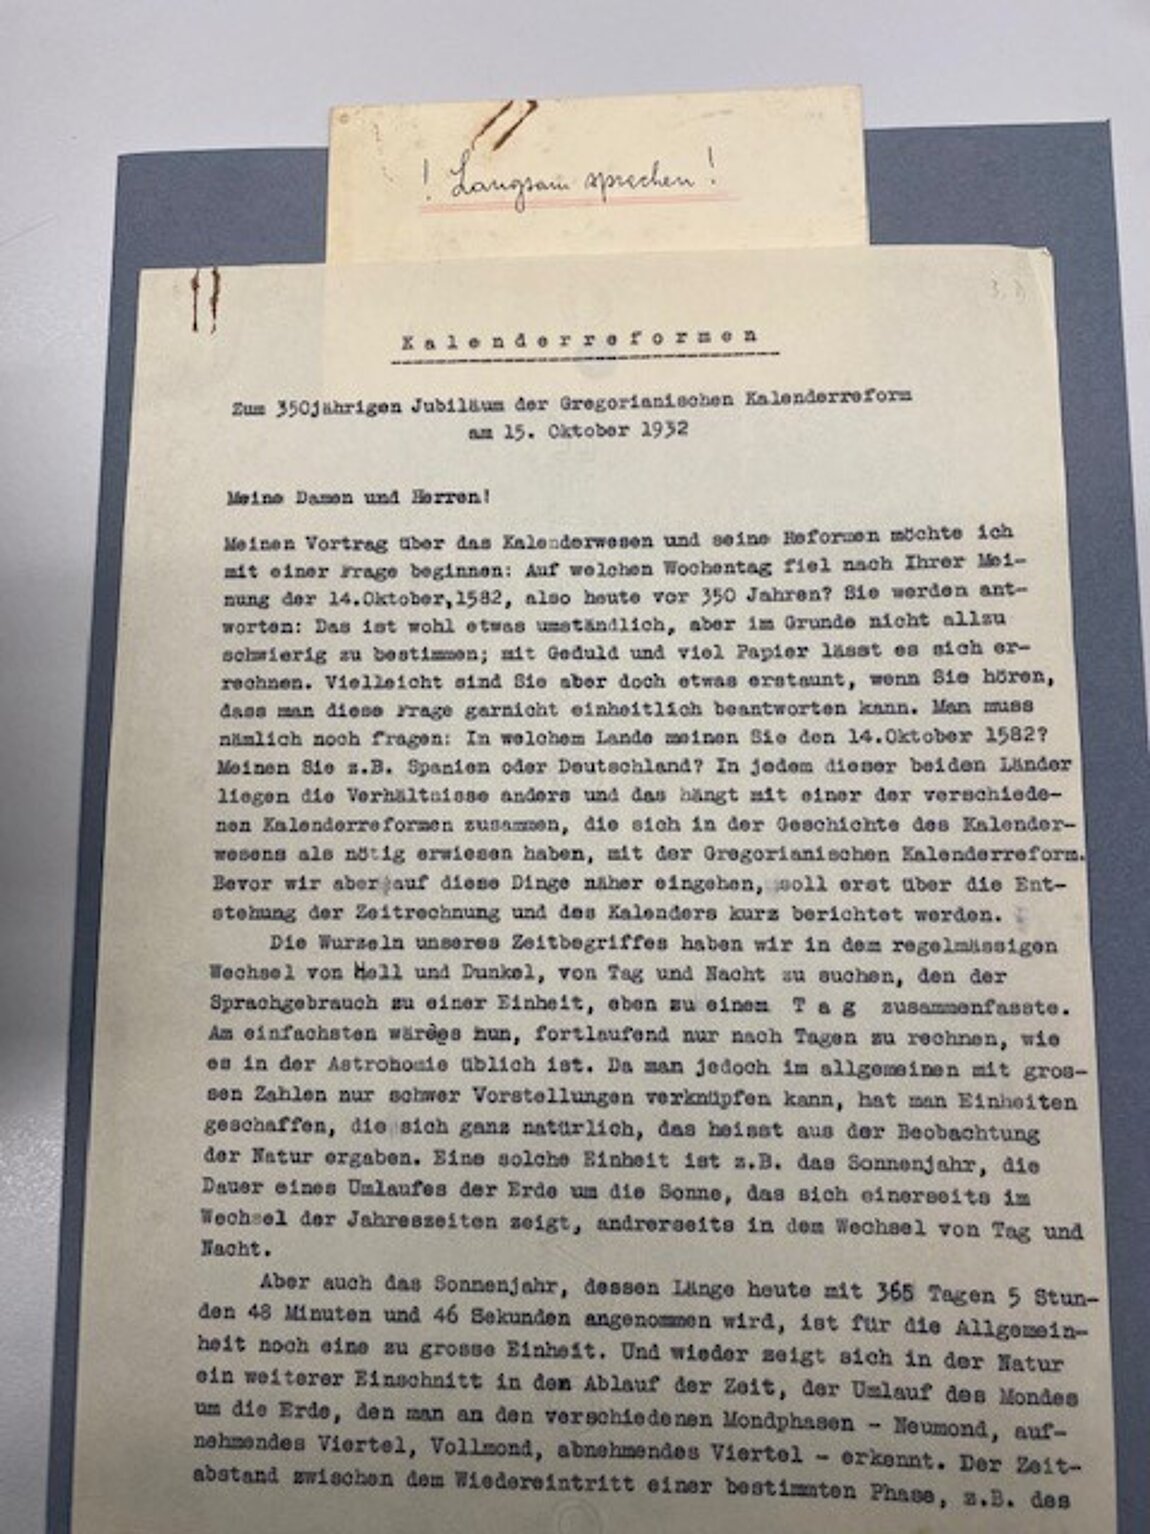 ! Langsam sprechen !
Kalenderreformen
Zum 350jährigen Jubiläum der Gregorianischen Kalenderreform
am 15. Oktober 1932
Meine Damen und Herren!
Meinen Vortrag über das Kalenderwesen und seine Reformen möchte ich
mit einer Frage beginnen: Auf welchen Wochentag fiel nach Ihrer Mei-
nung der 14.Oktober,1582, also heute vor 350 Jahren? Sie werden ant-
worten: Das ist wohl etwas umständlich, aber im Grunde nicht allzu
schwierig zu bestimmen; mit Geduld und viel Papier lässt es sich er-
rechnen. Vielleicht sind Sie aber doch etwas erstaunt, wenn Sie hören,
dass man diese Frage garnicht einheitlich beantworten kann. Man muss
nämlich noch fragen: In welchem Lande meinen Sie den 14.Oktober 1582?
Meinen Sie z.B. Spanien oder Deutschland? In jedem dieser beiden Länder
liegen die Verhältnisse anders und das hängt mit einer der verschiede-
nen Kalenderreformen zusammen, die sich in der Geschichte des Kalender-
wesens als nötig erwiesen haben, mit der Gregorianischen Kalenderreform.
Bevor wir aber auf diese Dinge näher eingehen, soll erst über die Ent-
stehung der Zeitrechnung und des Kalenders kurz berichtet werden.
Die Wurzeln unseres Zeitbegriffes haben wir in dem regelmässigen
Wechsel von Hell und Dunkel, von Tag und Nacht zu suchen, den der
Sprachgebrauch zu einer Einheit, eben zu einem T a g zusammenfasste.
Am einfachsten wäre es nun, fortlaufend nur nach Tagen zu rechnen, wie
es in der Astronomie üblich ist. Da man jedoch im allgemeinen mit gros-
sen Zahlen nur schwer Vorstellungen verknüpfen kann, hat man Einheiten
geschaffen, die sich ganz natürlich, das heisst aus der Beobachtung
der Natur ergaben. Eine solche Einheit ist z.B. das Sonnenjahr, die
Dauer eines Umlaufes der Erde um die Sonne, das sich einerseits im
Wechsel der Jahreszeiten zeigt, andrerseits in dem Wechsel von Tag und
Nacht.
Aber auch das Sonnenjahr, dessen Länge heute mit 365 Tagen 5 Stun-
den 48 Minuten und 46 Sekunden angenommen wird, ist für die Allgemein-
heit noch eine zu grosse Einheit. Und wieder zeigt sich in der Natur
ein weiterer Einschnitt in den Ablauf der Zeit, der Umlauf des Mondes
um die Erde, den man an den verschiedenen Mondphasen - Neumond, auf-
nehmendes Viertel, Vollmond, abnehmendes Viertel - erkennt. Der Zeit-
abstand zwischen dem Wiedereintritt einer bestimmten Phase, z.B. des